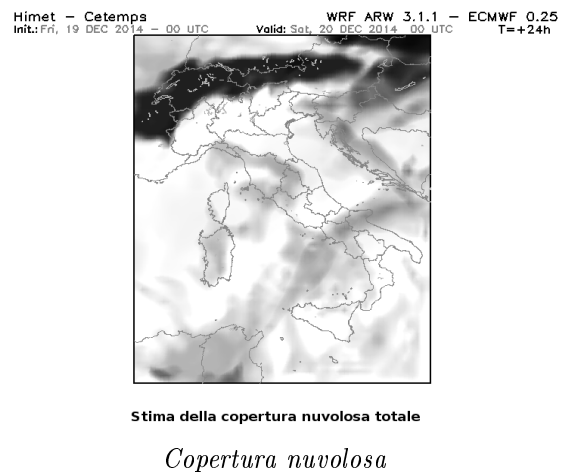 Himet – Cetemps WRF ARW 3.1.1 – ECMWF 0.25
Init.: Fri, 19 DEC 2014 – 00 UTC Valid: Sat, 20 DEC 2014 00 UTC T=+24h
Stima della copertura nuvolosa totale
Copertura nuvolosa